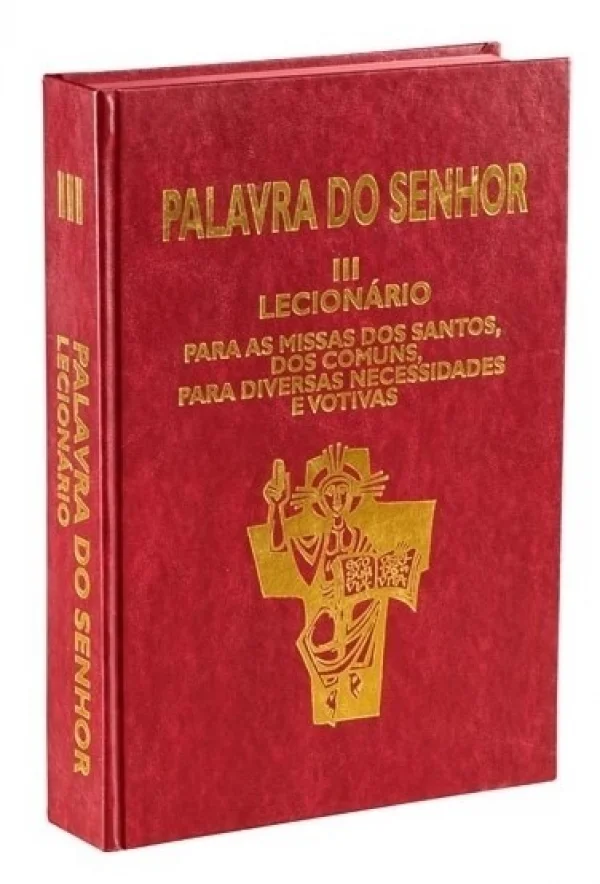 PALAVRA DO SENHOR
III
LECIONÁRIO
PARA AS MISSAS DOS SANTOS,
DOS COMUNS,
PARA DIVERSAS NECESSIDADES
E VOTIVAS
III
PALAVRA DO SENHOR
LECIONÁRIO